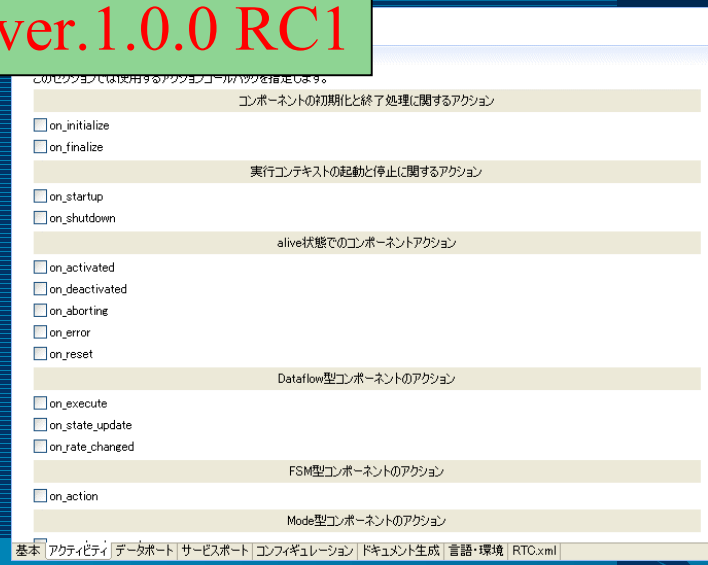 ver.1.0.0 RC1
このセクションでは使用するアクションコールバックを指定します。
コンポーネントの初期化と終了処理に関するアクション
on_initialize
on_finalize
実行コンテキストの起動と停止に関するアクション
on_startup
on_shutdown
alive状態でのコンポーネントアクション
on_activated
on_deactivated
on_aborting
on_error
on_reset
Dataflow型コンポーネントのアクション
on_execute
on_state_update
on_rate_changed
FSM型コンポーネントのアクション
on_action
Mode型コンポーネントのアクション
基本 アクティビティ データポート サービスポート コンフィギュレーション ドキュメント生成 言語・環境 RTC.xml